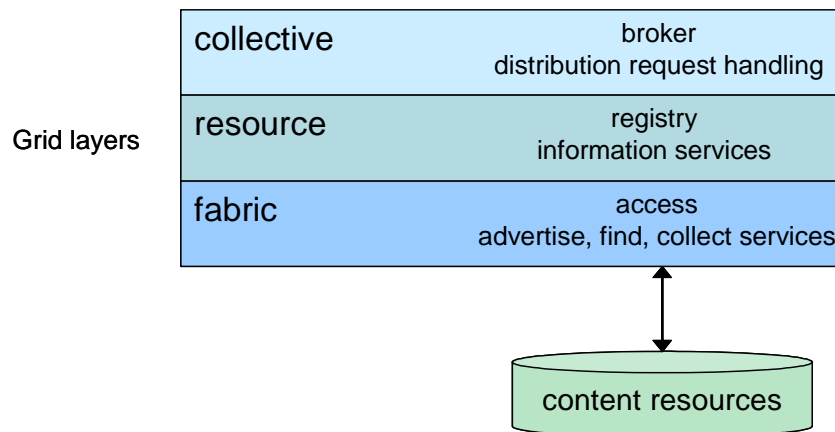 collective
broker
distribution request handling
Grid layers
resource
registry
information services
fabric
access
advertise, find, collect services
content resources